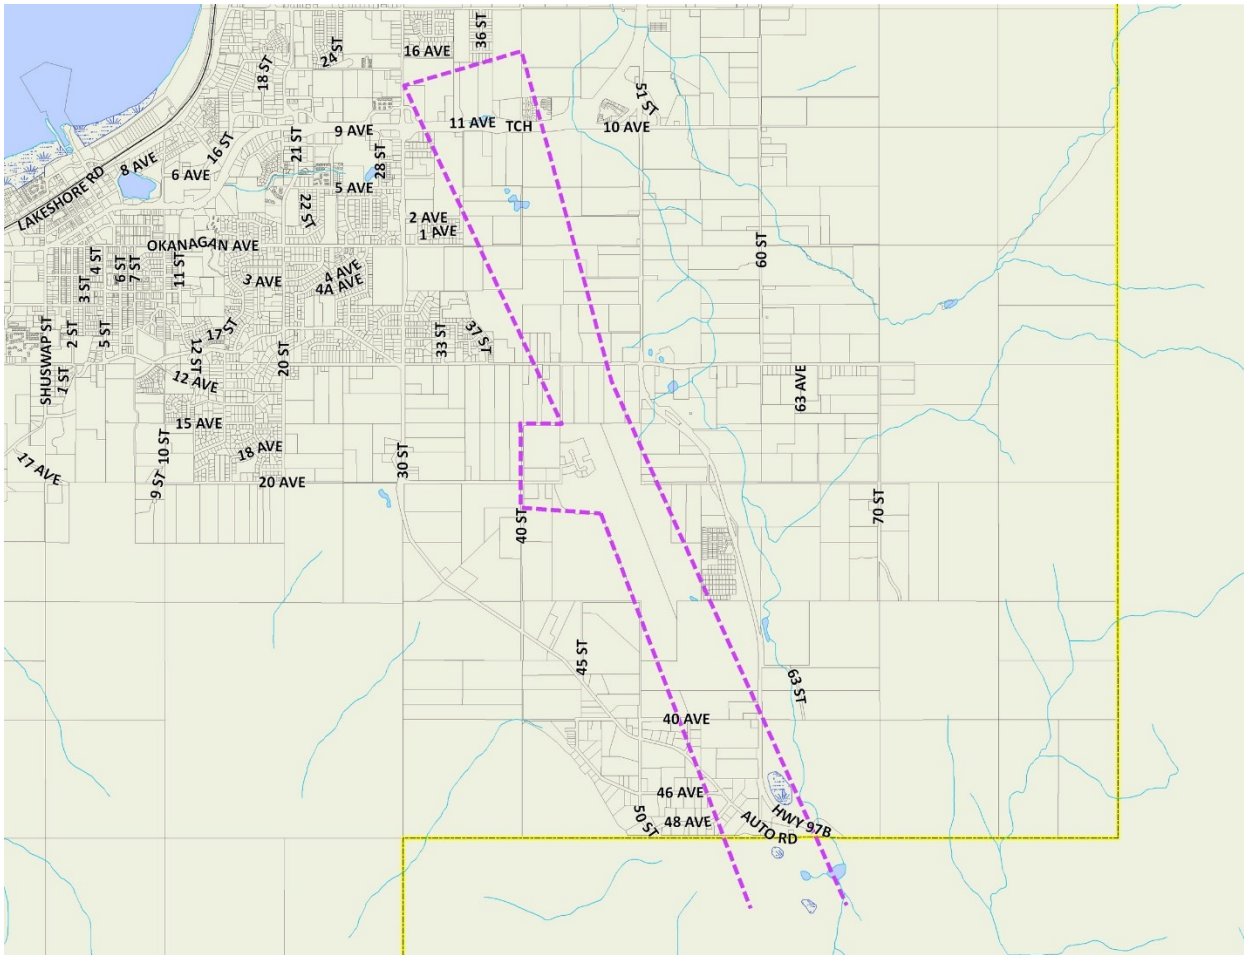 36 ST
16 AVE
24 ST
18 ST
51 ST
11 AVE
TCH
10 AVE
9 AVE
21 ST
16 ST
28 ST
8 AVE
6 AVE
5 AVE
LAKESHORE RD
22 ST
2 AVE
1 AVE
OKANAGAN AVE
60 ST
4 ST
6 ST
7 ST
11 ST
3 AVE
4 AVE
4A AVE
3 ST
17 ST
37 ST
33 ST
SHUSWAP ST
2 ST
5 ST
12 ST
20 ST
1 ST
12 AVE
63 AVE
15 AVE
10 ST
18 AVE
30 ST
17 AVE
9 ST
20 AVE
40 ST
70 ST
45 ST
63 ST
40 AVE
46 AVE
50 ST
48 AVE
HWY 97B
AUTO RD